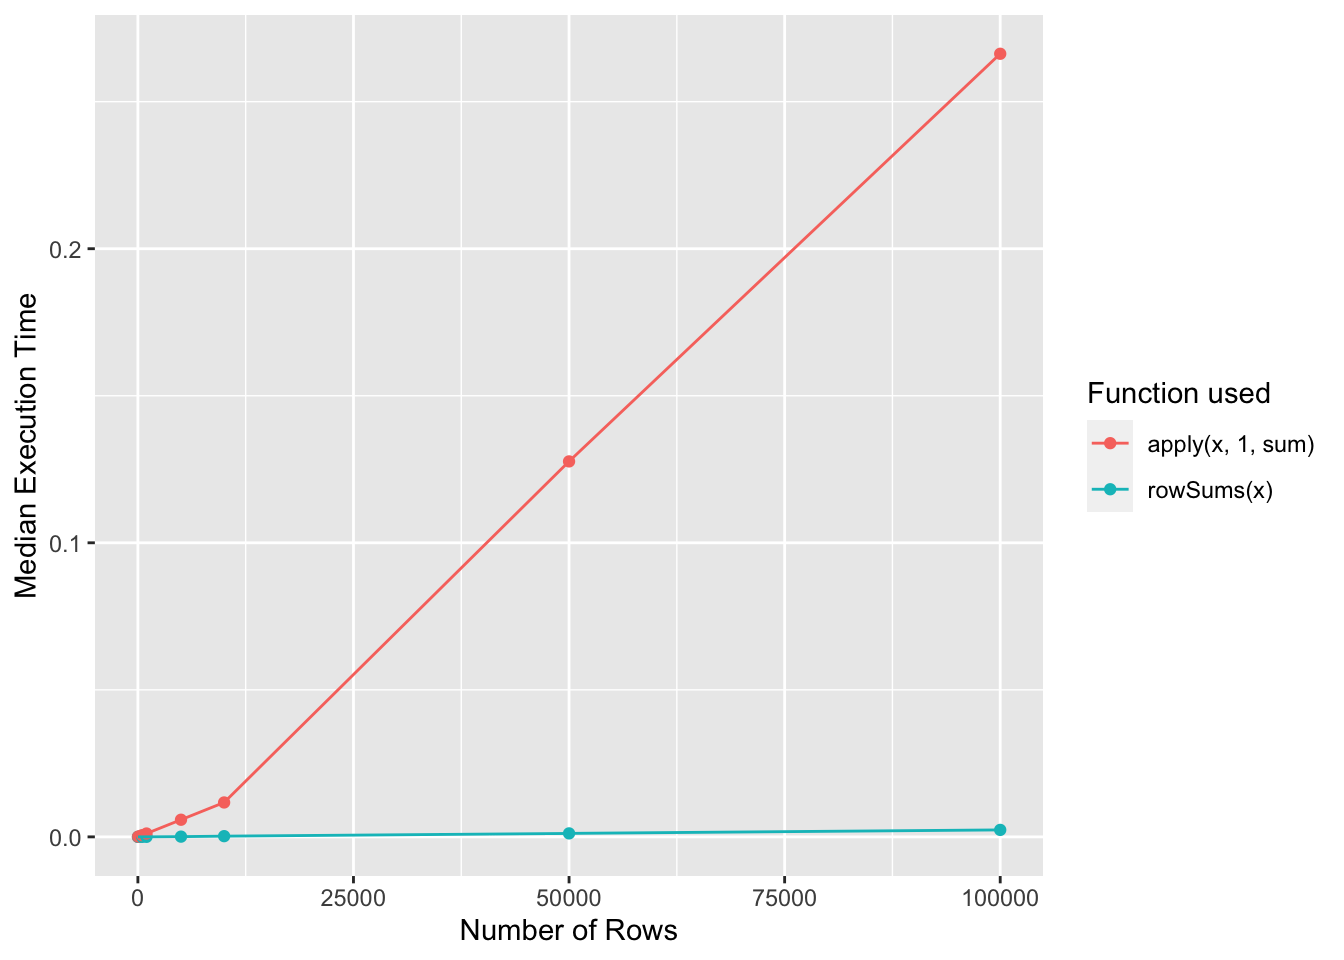 Median Execution Time
0.2
0.1
0.0
0
25000
50000
75000
100000
Number of Rows
Function used
apply(x, 1, sum)
rowSums(x)